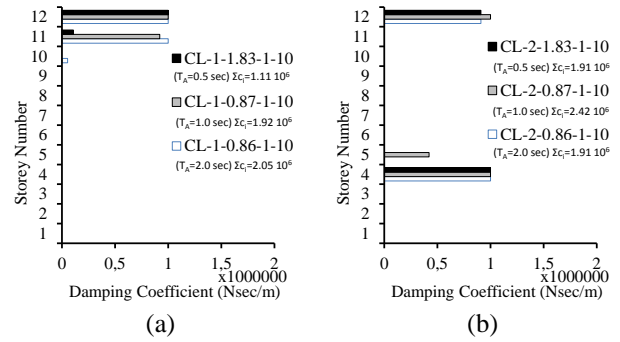 12
11
10
9
8
7
6
5
4
3
2
1
Storey Number
CL-1-1.83-1-10
(TA=0.5 sec) Σci=1.11 10⁶
CL-1-0.87-1-10
(TA=1.0 sec) Σci=1.92 10⁶
CL-1-0.86-1-10
(TA=2.0 sec) Σci=2.05 10⁶
0 0,5 1 1,5 2
x1000000
Damping Coefficient (Nsec/m)
(a)
12
11
10
9
8
7
6
5
4
3
2
1
Storey Number
CL-2-1.83-1-10
(TA=0.5 sec) Σci=1.91 10⁶
CL-2-0.87-1-10
(TA=1.0 sec) Σci=2.42 10⁶
CL-2-0.86-1-10
(TA=2.0 sec) Σci=1.91 10⁶
0 0,5 1 1,5 2
x1000000
Damping Coefficient (Nsec/m)
(b)